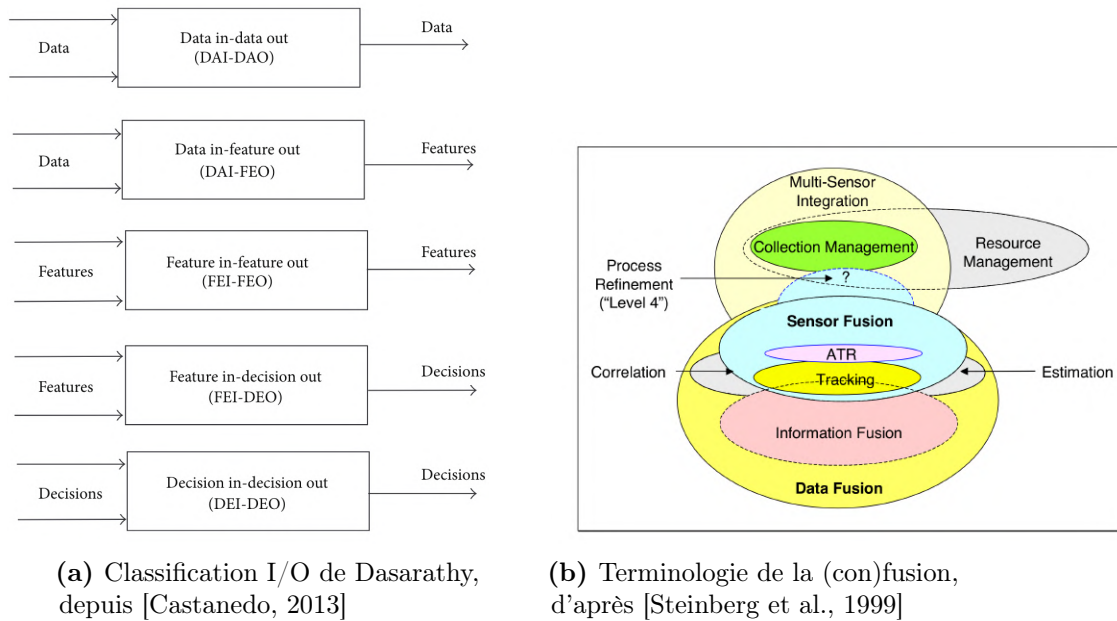 Data
Data in-data out
(DAI-DAO)
Data
Data
Data in-feature out
(DAI-FEO)
Features
Features
Feature in-feature out
(FEI-FEO)
Features
Features
Feature in-decision out
(FEI-DEO)
Decisions
Decisions
Decision in-decision out
(DEI-DEO)
Decisions
(a) Classification I/O de Dasarathy,
depuis [Castanedo, 2013]
Multi-Sensor
Integration
Collection Management
Resource
Management
Process
Refinement
("Level 4")
?
Sensor Fusion
ATR
Correlation
Tracking
Estimation
Information Fusion
Data Fusion
(b) Terminologie de la (con)fusion,
d'après [Steinberg et al., 1999]